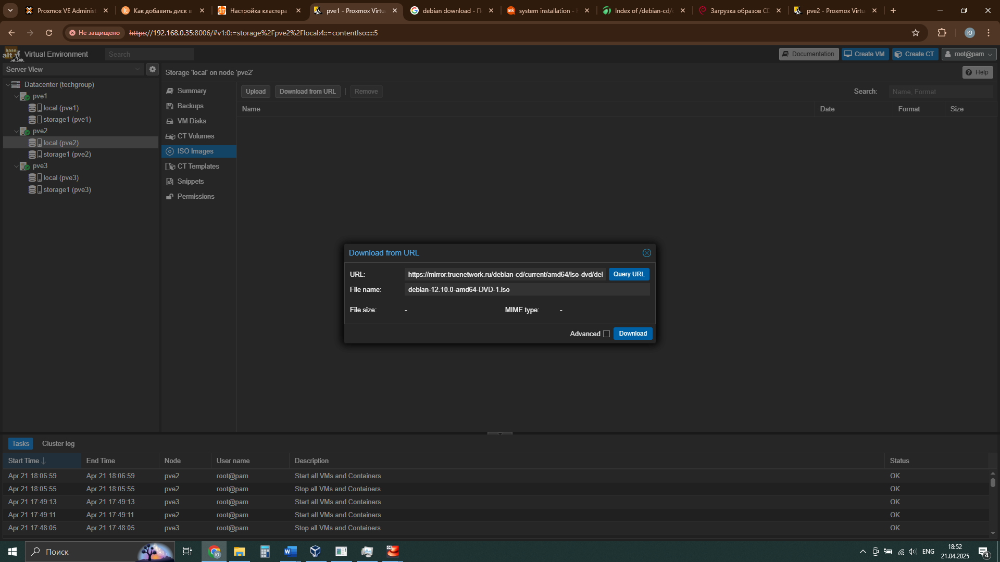 Proxmox VE Administ
Как добавить диск в
Настройка кластера
pve1 - Proxmox Virtu
debian download - П
system installation - H
Index of /debian-cd/c
Загрузка образов CD
pve2 - Proxmox Virtu
Не защищено
https://192.168.0.35:8006/#v1:0:=storage%2Fpve2%2Flocal:4::=contentIso:::::5
Ю
base
alt
Virtual Environment
Search
Documentation
Create VM
Create CT
root@pam
Server View
Storage 'local' on node 'pve2'
Help
Datacenter (techgroup)
pve1
local (pve1)
storage1 (pve1)
pve2
local (pve2)
storage1 (pve2)
pve3
local (pve3)
storage1 (pve3)
Summary
Backups
VM Disks
CT Volumes
ISO Images
CT Templates
Snippets
Permissions
Upload
Download from URL
Remove
Search:
Name, Format
Name
Date
Format
Size
Download from URL
URL:
https://mirror.truenetwork.ru/debian-cd/current/amd64/iso-dvd/del
Query URL
File name:
debian-12.10.0-amd64-DVD-1.iso
File size:
-
MIME type:
-
Advanced
Download
Tasks
Cluster log
Start Time
End Time
Node
User name
Description
Status
Apr 21 18:06:59
Apr 21 18:06:59
pve2
root@pam
Start all VMs and Containers
OK
Apr 21 18:05:55
Apr 21 18:05:55
pve2
root@pam
Stop all VMs and Containers
OK
Apr 21 17:49:13
Apr 21 17:49:13
pve3
root@pam
Start all VMs and Containers
OK
Apr 21 17:49:11
Apr 21 17:49:11
pve2
root@pam
Start all VMs and Containers
OK
Apr 21 17:48:05
Apr 21 17:48:05
pve3
root@pam
Stop all VMs and Containers
OK
Поиск
ENG
18:52
21.04.2025
4